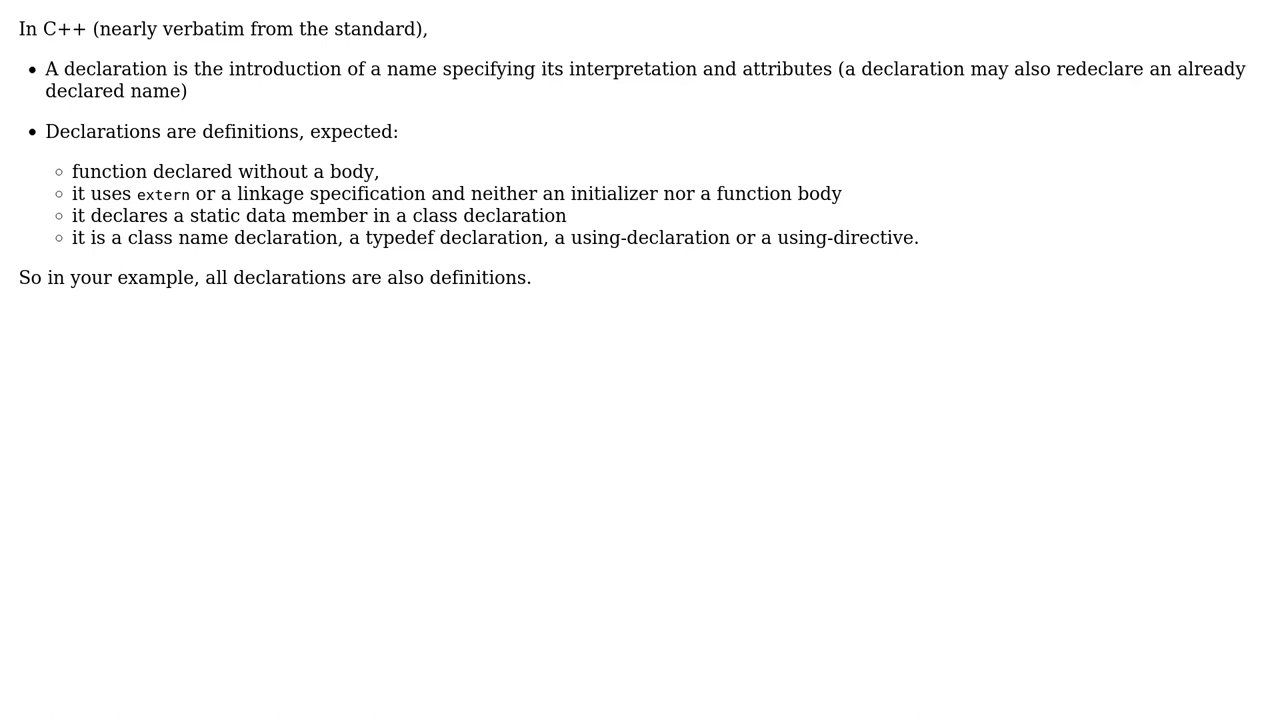 In C++ (nearly verbatim from the standard),
• A declaration is the introduction of a name specifying its interpretation and attributes (a declaration may also redeclare an already
declared name)
• Declarations are definitions, expected:
◦ function declared without a body,
◦ it uses extern or a linkage specification and neither an initializer nor a function body
◦ it declares a static data member in a class declaration
◦ it is a class name declaration, a typedef declaration, a using-declaration or a using-directive.
So in your example, all declarations are also definitions.